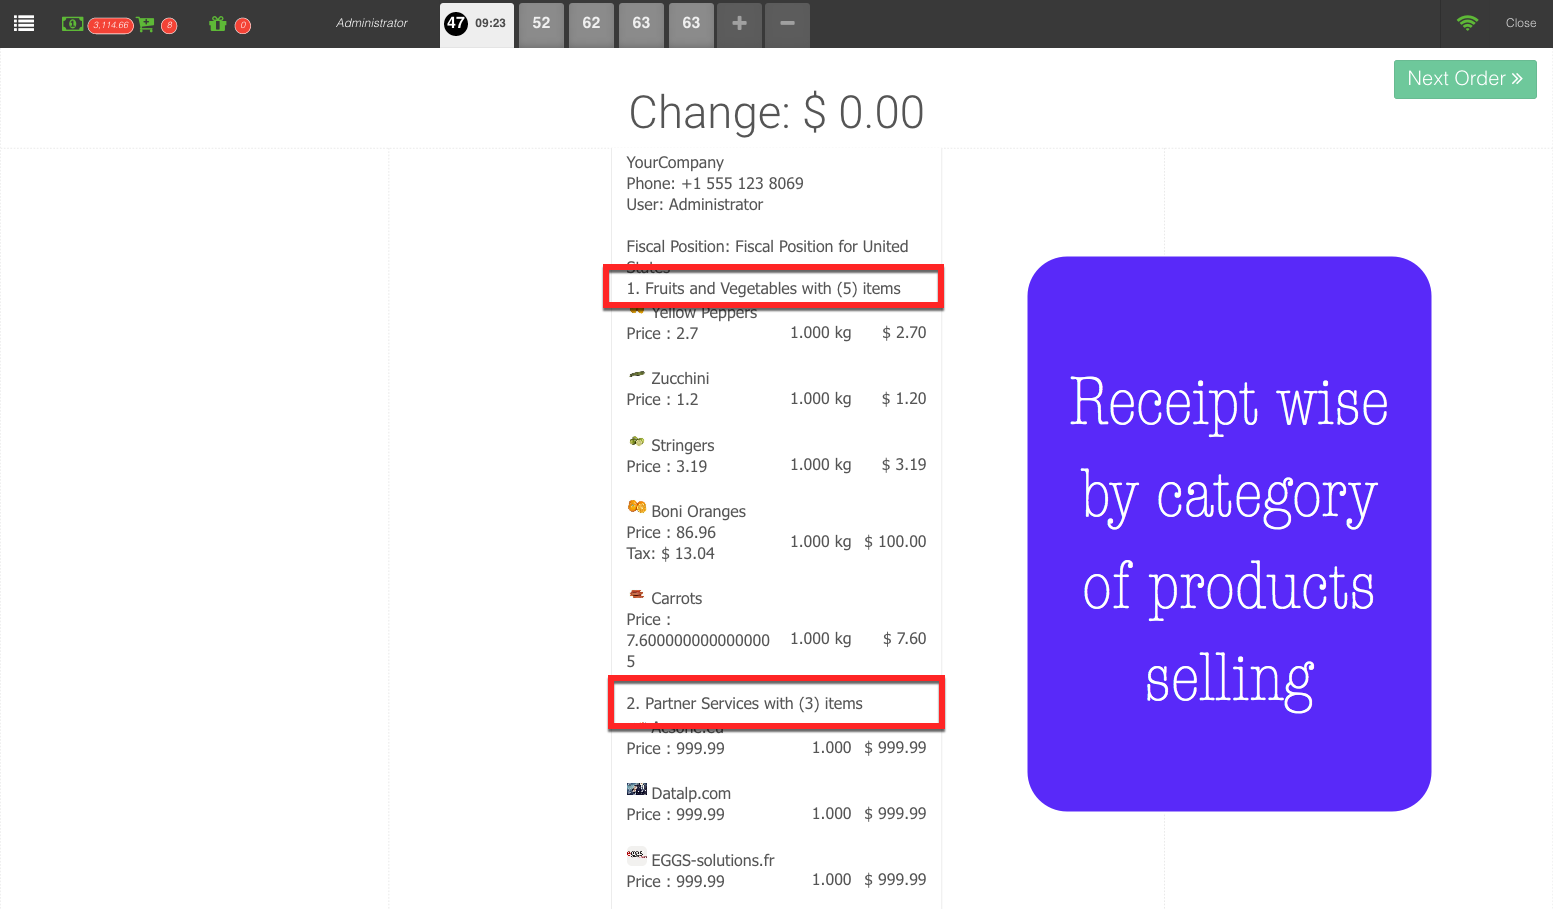 3,114.66 8 0 Administrator 47 09:23 52 62 63 63 Close
Next Order
Change: $ 0.00
YourCompany
Phone: +1 555 123 8069
User: Administrator
Fiscal Position: Fiscal Position for United
States
1. Fruits and Vegetables with (5) items
Yellow Peppers
Price : 2.7 1.000 kg $ 2.70
Zucchini
Price : 1.2 1.000 kg $ 1.20
Stringers
Price : 3.19 1.000 kg $ 3.19
Boni Oranges
Price : 86.96
Tax: $ 13.04 1.000 kg $ 100.00
Carrots
Price :
7.600000000000000 1.000 kg $ 7.60
5
2. Partner Services with (3) items
Acsone.eu
Price : 999.99 1.000 $ 999.99
Datalp.com
Price : 999.99 1.000 $ 999.99
EGGS-solutions.fr
Price : 999.99 1.000 $ 999.99
Receipt wise
by category
of products
selling